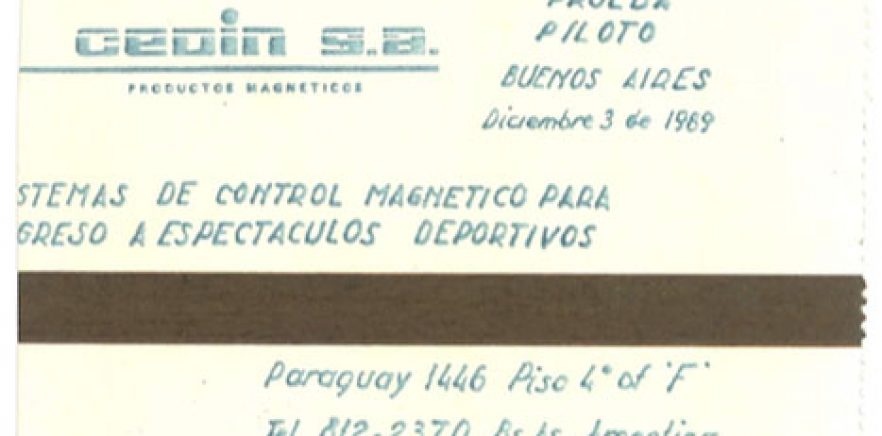 PRUEBA
PILOTO
cedin s.a.
PRODUCTOS MAGNETICOS
BUENOS AIRES
Diciembre 3 de 1989
STEMAS DE CONTROL MAGNETICO PARA
GRESO A ESPECTACULOS DEPORTIVOS
Paraguay 1446 Piso 4° of "F"
Tel 812-2370 Bs As Argentina